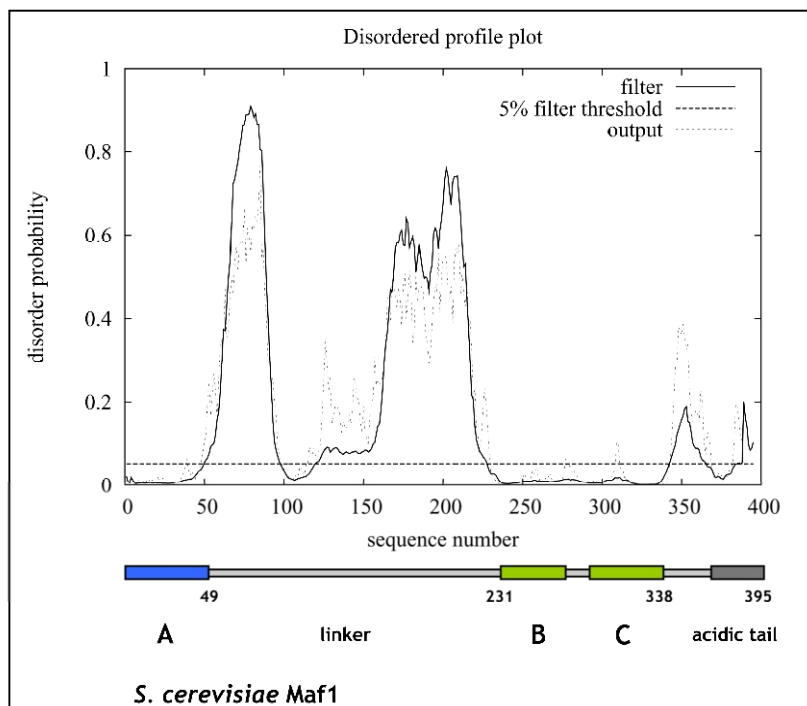 Disordered profile plot
filter
5% filter threshold
output
disorder probability
1
0.8
0.6
0.4
0.2
0
0 50 100 150 200 250 300 350 400
sequence number
49 231 338 395
A linker B C acidic tail
S. cerevisiae Maf1